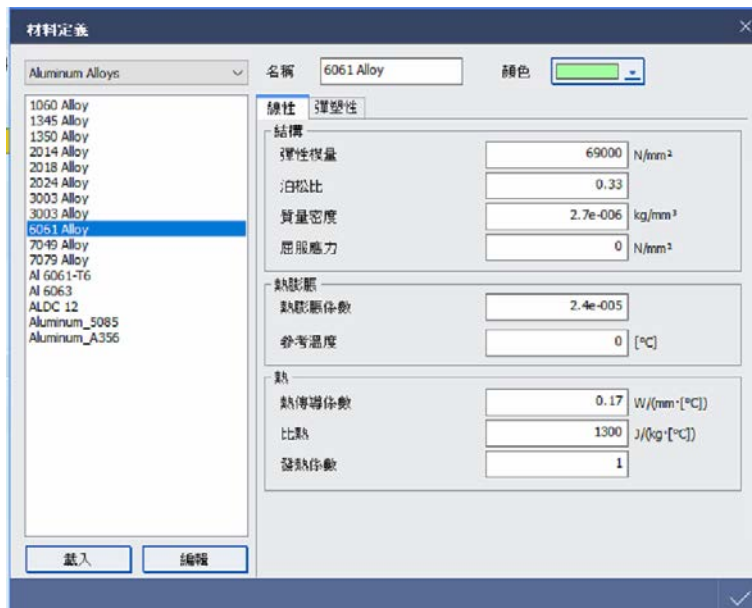 材料定義
Aluminum Alloys
名稱
6061 Alloy
顏色
1060 Alloy
1345 Alloy
1350 Alloy
2014 Alloy
2018 Alloy
2024 Alloy
3003 Alloy
3003 Alloy
6061 Alloy
7049 Alloy
7079 Alloy
Al 6061-T6
Al 6063
ALDC 12
Aluminum_5085
Aluminum_A356
載入
編輯
線性
彈塑性
結構
彈性模量 69000 N/mm²
泊松比 0.33
質量密度 2.7e-006 kg/mm³
屈服應力 0 N/mm²
熱膨脹
熱膨脹係數 2.4e-005
參考溫度 0 [°C]
熱
熱傳導係數 0.17 W/(mm·[°C])
比熱 1300 J/(kg·[°C])
發熱係數 1